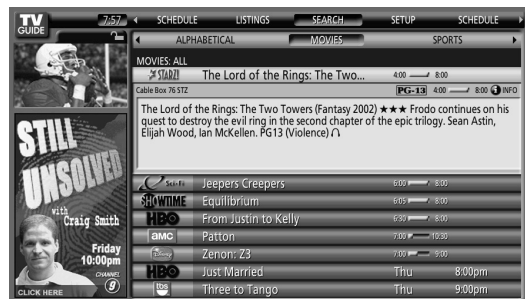 TV GUIDE 7:57
SCHEDULE LISTINGS SEARCH SETUP SCHEDULE
ALPHABETICAL MOVIES SPORTS
MOVIES: ALL
STARZ! The Lord of the Rings: The Two... 4:00 8:00
Cable Box 76 STZ PG-13 4:00 8:00 i INFO
The Lord of the Rings: The Two Towers (Fantasy 2002) ★★★ Frodo continues on his
quest to destroy the evil ring in the second chapter of the epic trilogy. Sean Astin,
Elijah Wood, Ian McKellen. PG13 (Violence)
Sci-Fi Jeepers Creepers 6:00 8:00
SHOWTIME Equilibrium 6:05 8:00
HBO From Justin to Kelly 6:30 8:00
amc Patton 7:00 10:30
Disney Zenon: Z3 7:00 9:00
HBO Just Married Thu 8:00pm
tbs Three to Tango Thu 9:00pm
STILL
UNSOLVED
with
Craig Smith
Friday
10:00pm
CHANNEL
9
CLICK HERE